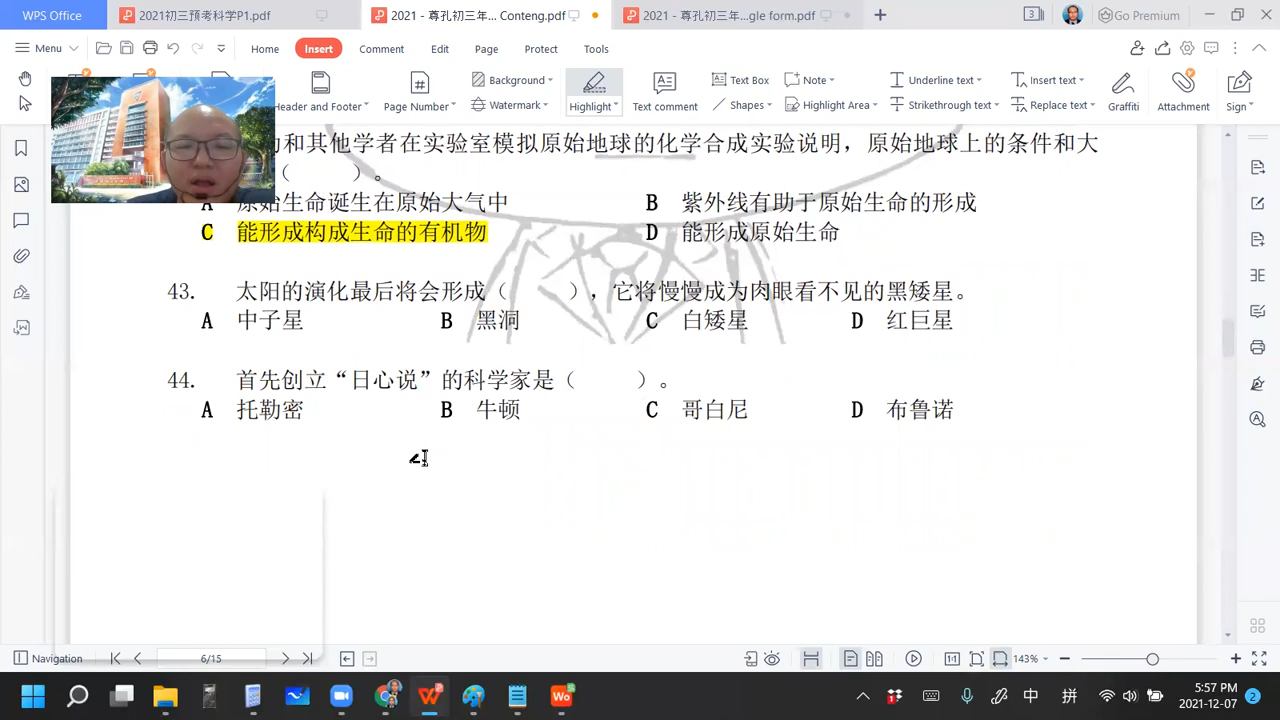 WPS Office
2021初三预考科学P1.pdf
2021 - 尊孔初三年... Conteng.pdf
2021 - 尊孔初三年...gle form.pdf
3
Go Premium
Menu
Home
Insert
Comment
Edit
Page
Protect
Tools
Header and Footer
Page Number
Background
Watermark
Highlight
Text comment
Text Box
Shapes
Note
Highlight Area
Underline text
Strikethrough text
Insert text
Replace text
Graffiti
Attachment
Sign
和其他学者在实验室模拟原始地球的化学合成实验说明，原始地球上的条件和大
（　　）。
A 原始生命诞生在原始大气中 B 紫外线有助于原始生命的形成
C 能形成构成生命的有机物 D 能形成原始生命
43. 太阳的演化最后将会形成（　　），它将慢慢成为肉眼看不见的黑矮星。
A 中子星 B 黑洞 C 白矮星 D 红巨星
44. 首先创立“日心说”的科学家是（　　）。
A 托勒密 B 牛顿 C 哥白尼 D 布鲁诺
Navigation
6/15
143%
中
拼
5:57 PM
2021-12-07
2